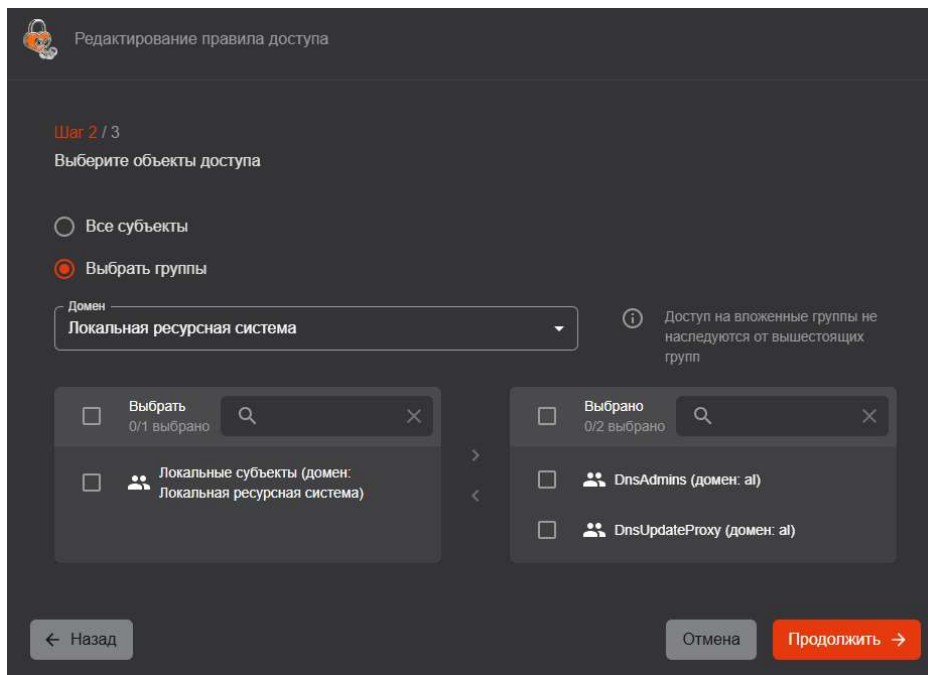 Редактирование правила доступа
Шаг 2 / 3
Выберите объекты доступа
Все субъекты
Выбрать группы
Домен
Локальная ресурсная система
Доступ на вложенные группы не
наследуются от вышестоящих
групп
Выбрать
0/1 выбрано
Локальные субъекты (домен:
Локальная ресурсная система)
Выбрано
0/2 выбрано
DnsAdmins (домен: al)
DnsUpdateProxy (домен: al)
Назад
Отмена
Продолжить